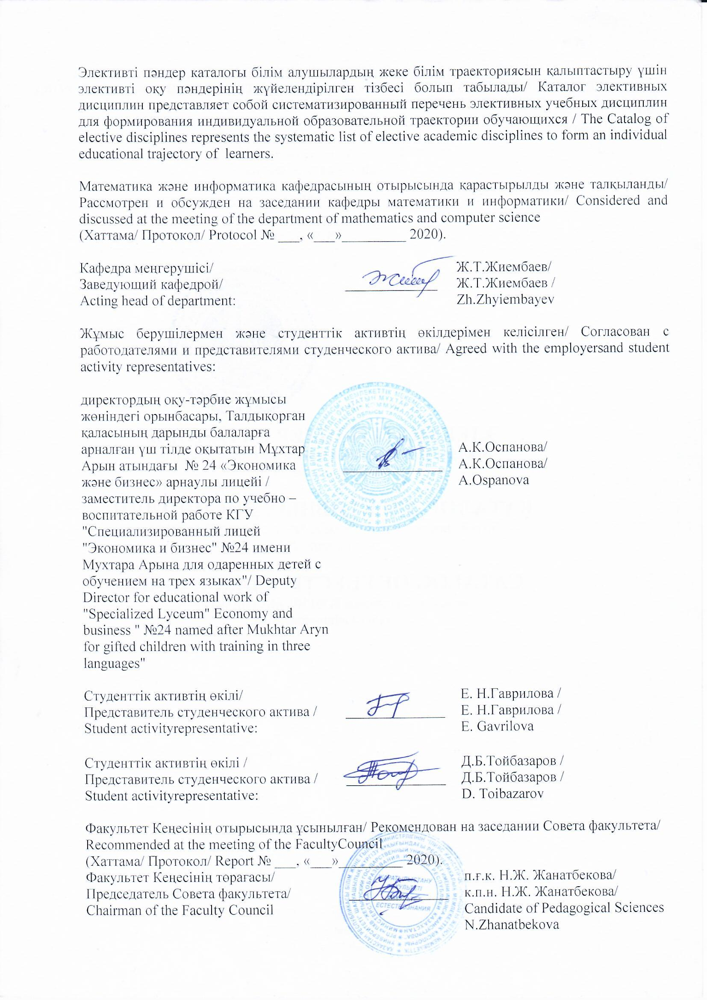 Элективті пәндер каталогы білім алушылардың жеке білім траекториясын қалыптастыру үшін
элективті оқу пәндерінің жүйелендірілген тізбесі болып табылады/ Каталог элективных
дисциплин представляет собой систематизированный перечень элективных учебных дисциплин
для формирования индивидуальной образовательной траектории обучающихся / The Catalog of
elective disciplines represents the systematic list of elective academic disciplines to form an individual
educational trajectory of learners.
Математика және информатика кафедрасының отырысында қарастырылды және талқыланды/
Рассмотрен и обсужден на заседании кафедры математики и информатики/ Considered and
discussed at the meeting of the department of mathematics and computer science
(Хаттама/ Протокол/ Protocol № ___, «___»_________ 2020).
Кафедра меңгерушісі/ Ж.Т.Жиембаев/
Заведующий кафедрой/ _____________ Ж.Т.Жиембаев /
Acting head of department: Zh.Zhyiembayev
Жұмыс берушілермен және студенттік активтің өкілдерімен келісілген/ Согласован с
работодателями и представителями студенческого актива/ Agreed with the employersand student
activity representatives:
директордың оқу-тәрбие жұмысы
жөніндегі орынбасары, Талдықорған
қаласының дарынды балаларға
арналған үш тілде оқытатын Мұхтар А.К.Оспанова/
Арын атындағы № 24 «Экономика ______________ А.К.Оспанова/
және бизнес» арнаулы лицейі / A.Ospanova
заместитель директора по учебно –
воспитательной работе КГУ
"Специализированный лицей
"Экономика и бизнес" №24 имени
Мухтара Арына для одаренных детей с
обучением на трех языках"/ Deputy
Director for educational work of
"Specialized Lyceum" Economy and
business " №24 named after Mukhtar Aryn
for gifted children with training in three
languages"
Студенттік активтің өкілі/ Е. Н.Гаврилова /
Представитель студенческого актива / ______________ Е. Н.Гаврилова /
Student activityrepresentative: E. Gavrilova
Студенттік активтің өкілі / Д.Б.Тойбазаров /
Представитель студенческого актива / ______________ Д.Б.Тойбазаров /
Student activityrepresentative: D. Toibazarov
Факультет Кеңесінің отырысында ұсынылған/ Рекомендован на заседании Совета факультета/
Recommended at the meeting of the FacultyCouncil
(Хаттама/ Протокол/ Report № ___, «___»_________ 2020).
Факультет Кеңесінің төрағасы/ п.ғ.к. Н.Ж. Жанатбекова/
Председатель Совета факультета/ ______________ к.п.н. Н.Ж. Жанатбекова/
Chairman of the Faculty Council Candidate of Pedagogical Sciences
N.Zhanatbekova
ЖАРАТЫЛЫСТАНУ
ЕСТЕСТВОЗНАНИЯ